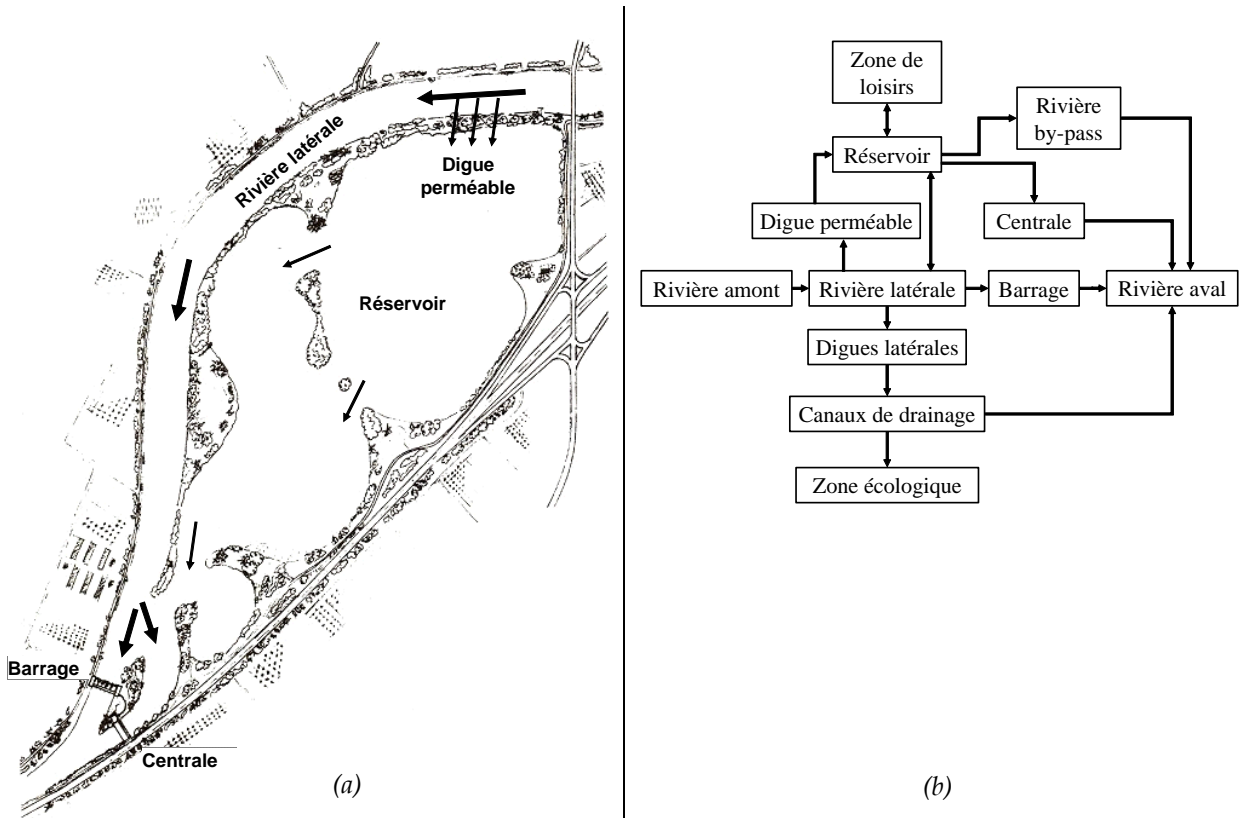 Rivière latérale
Digue
perméable
Réservoir
Barrage
Centrale
(a)
Zone de
loisirs
Rivière
by-pass
Réservoir
Digue perméable
Centrale
Rivière amont
Rivière latérale
Barrage
Rivière aval
Digues latérales
Canaux de drainage
Zone écologique
(b)